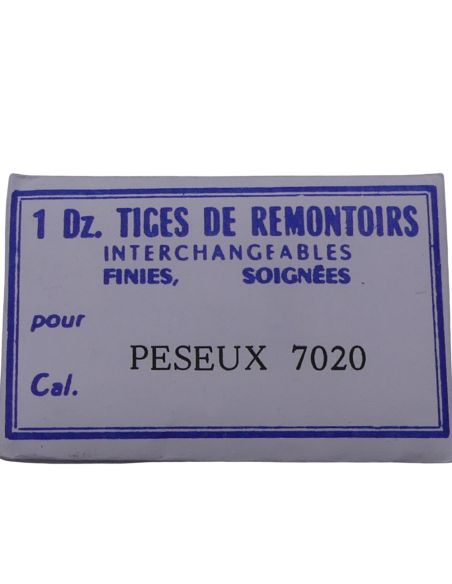 1 Dz. TIGES DE REMONTOIRS
INTERCHANGEABLES
FINIES, SOIGNÉES
pour
PESEUX 7020
Cal.